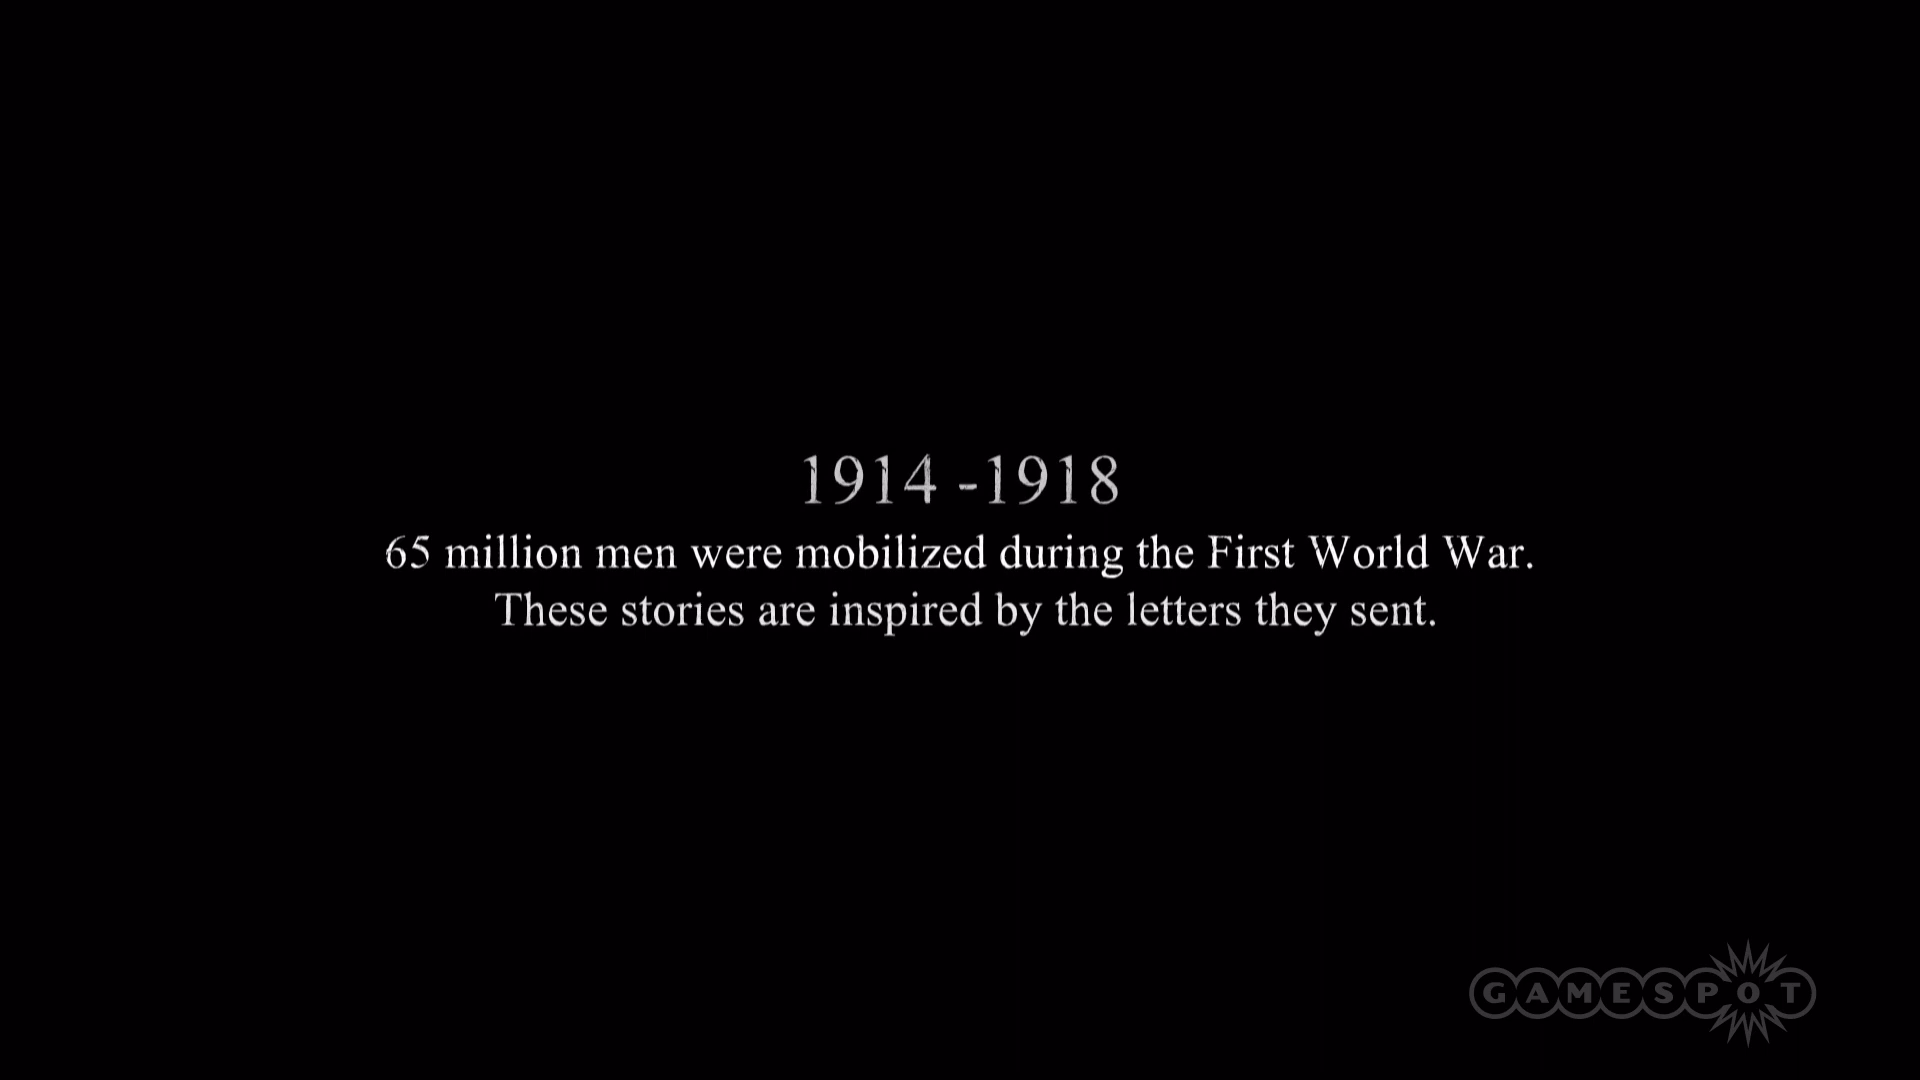 1914 -1918
65 million men were mobilized during the First World War.
These stories are inspired by the letters they sent.
GAMESPOT